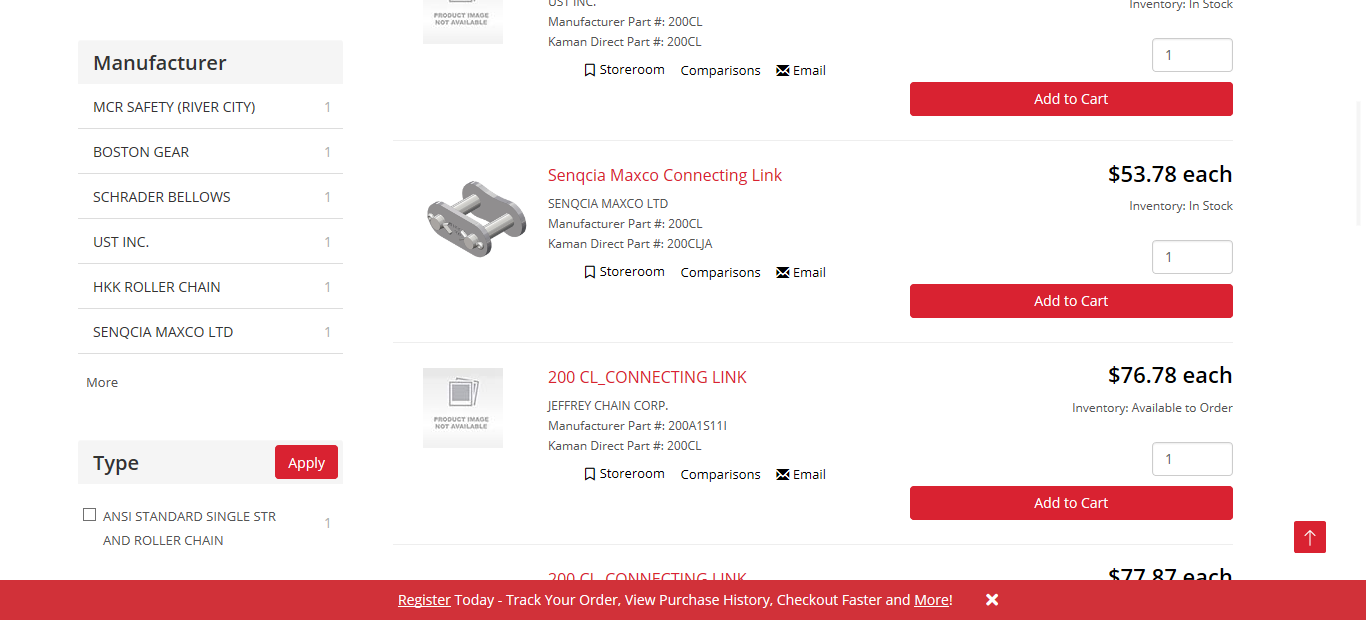 UST INC.
Manufacturer Part #: 200CL
Kaman Direct Part #: 200CL
Storeroom Comparisons Email
PRODUCT IMAGE
NOT AVAILABLE
Inventory: In Stock
1
Add to Cart
Manufacturer
MCR SAFETY (RIVER CITY) 1
BOSTON GEAR 1
SCHRADER BELLOWS 1
UST INC. 1
HKK ROLLER CHAIN 1
SENQCIA MAXCO LTD 1
More
Type
Apply
ANSI STANDARD SINGLE STR 1
AND ROLLER CHAIN
Senqcia Maxco Connecting Link
SENQCIA MAXCO LTD
Manufacturer Part #: 200CL
Kaman Direct Part #: 200CLJA
Storeroom Comparisons Email
$53.78 each
Inventory: In Stock
1
Add to Cart
PRODUCT IMAGE
NOT AVAILABLE
200 CL_CONNECTING LINK
JEFFREY CHAIN CORP.
Manufacturer Part #: 200A1S11I
Kaman Direct Part #: 200CL
Storeroom Comparisons Email
$76.78 each
Inventory: Available to Order
1
Add to Cart
200 CL_CONNECTING LINK
$77.87 each
Register Today - Track Your Order, View Purchase History, Checkout Faster and More!